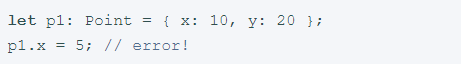 let p1: Point = { x: 10, y: 20 };
p1.x = 5; // error!